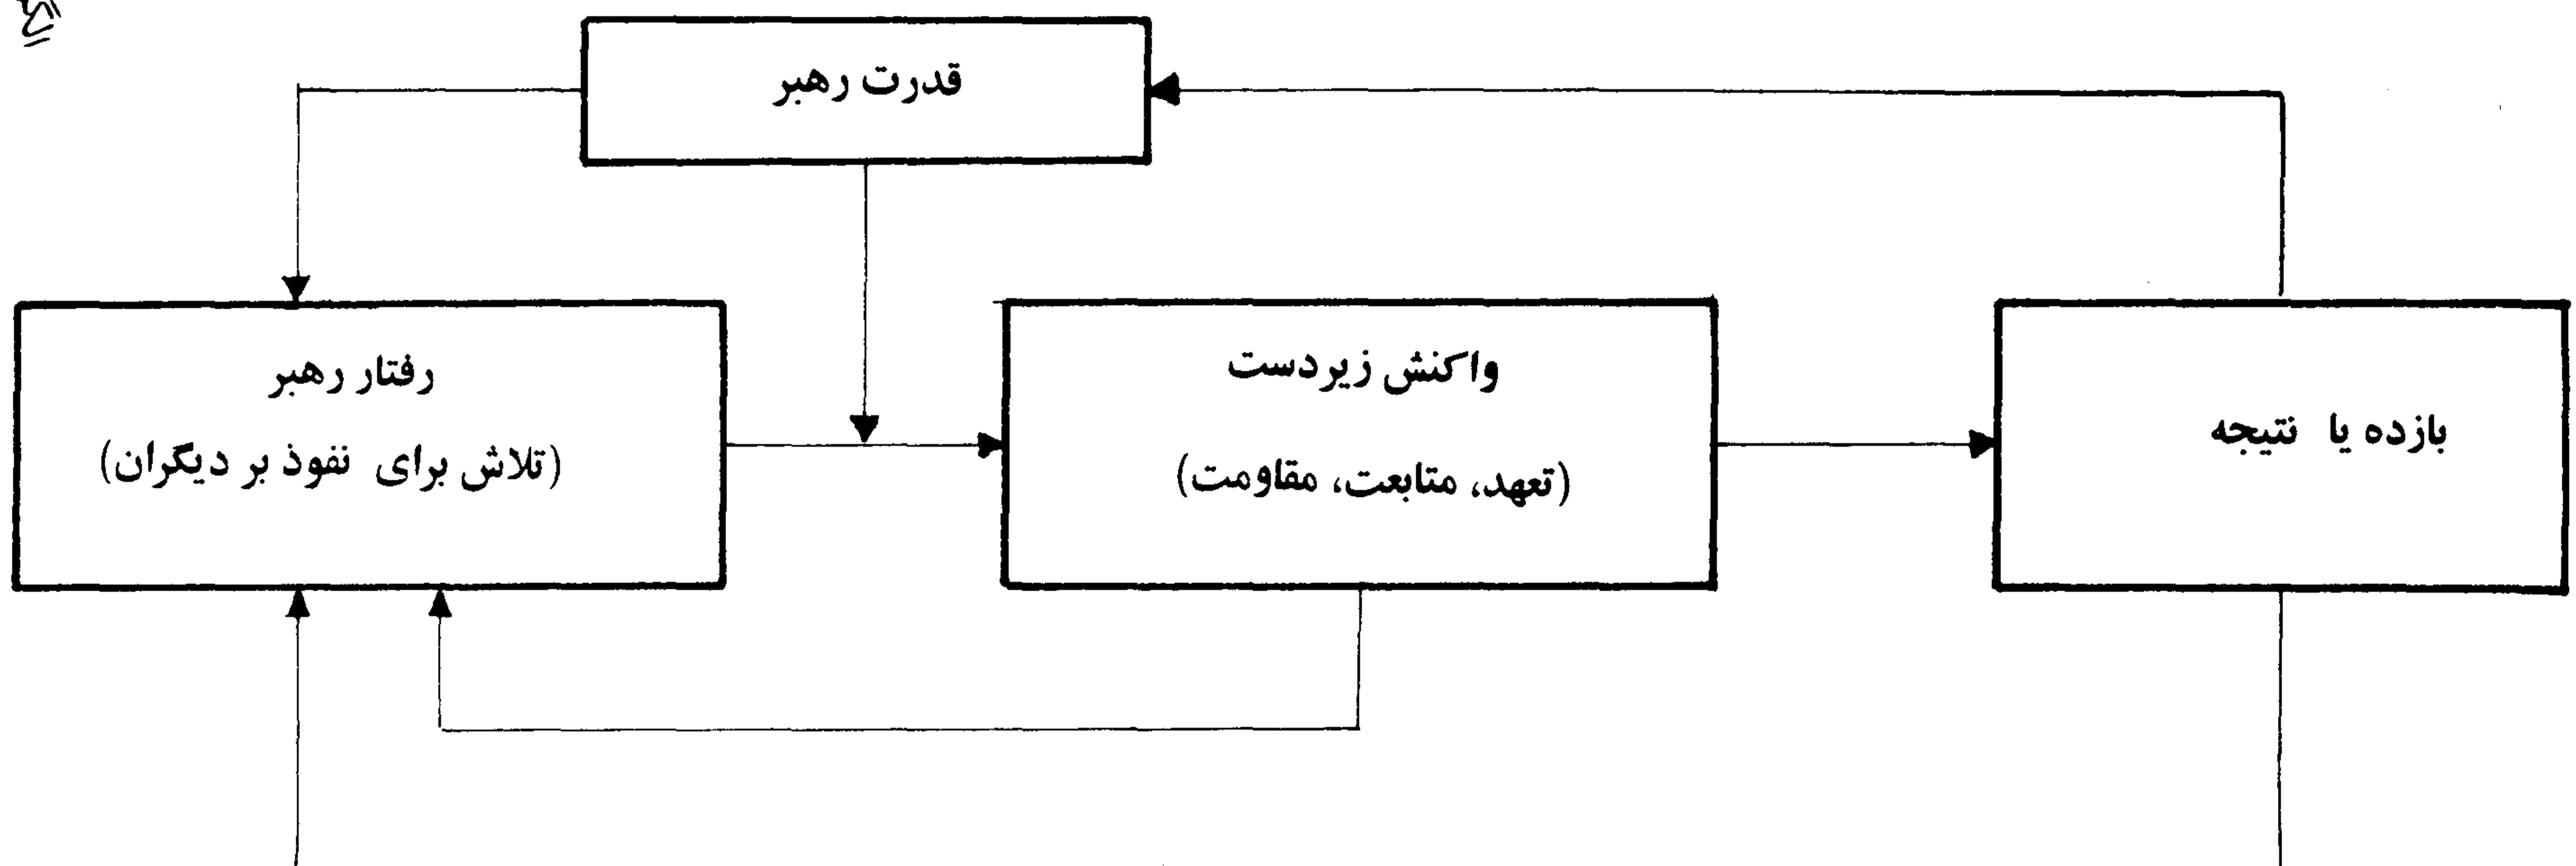 قدرت رهبر
رفتار رهبر
(تلاش برای نفوذ بر دیگران)
واکنش زیردست
(تعهد، متابعت، مقاومت)
بازده یا نتیجه